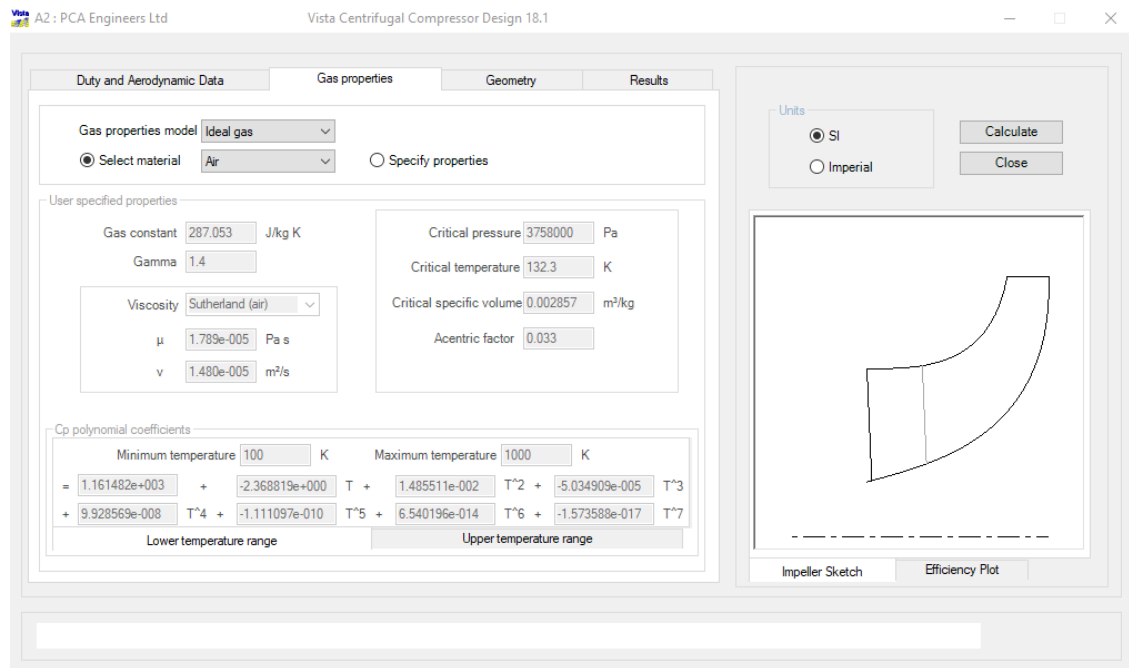 Vista
A2 : PCA Engineers Ltd Vista Centrifugal Compressor Design 18.1
Duty and Aerodynamic Data Gas properties Geometry Results
Gas properties model Ideal gas
Select material Air Specify properties
User specified properties
Gas constant 287.053 J/kg K
Gamma 1.4
Viscosity Sutherland (air)
μ 1.789e-005 Pa s
ν 1.480e-005 m²/s
Critical pressure 3758000 Pa
Critical temperature 132.3 K
Critical specific volume 0.002857 m³/kg
Acentric factor 0.033
Cp polynomial coefficients
Minimum temperature 100 K Maximum temperature 1000 K
= 1.161482e+003 + -2.368819e+000 T + 1.485511e-002 T^2 + -5.034909e-005 T^3
+ 9.928569e-008 T^4 + -1.111097e-010 T^5 + 6.540196e-014 T^6 + -1.573588e-017 T^7
Lower temperature range Upper temperature range
Units
SI
Imperial
Calculate
Close
Impeller Sketch Efficiency Plot